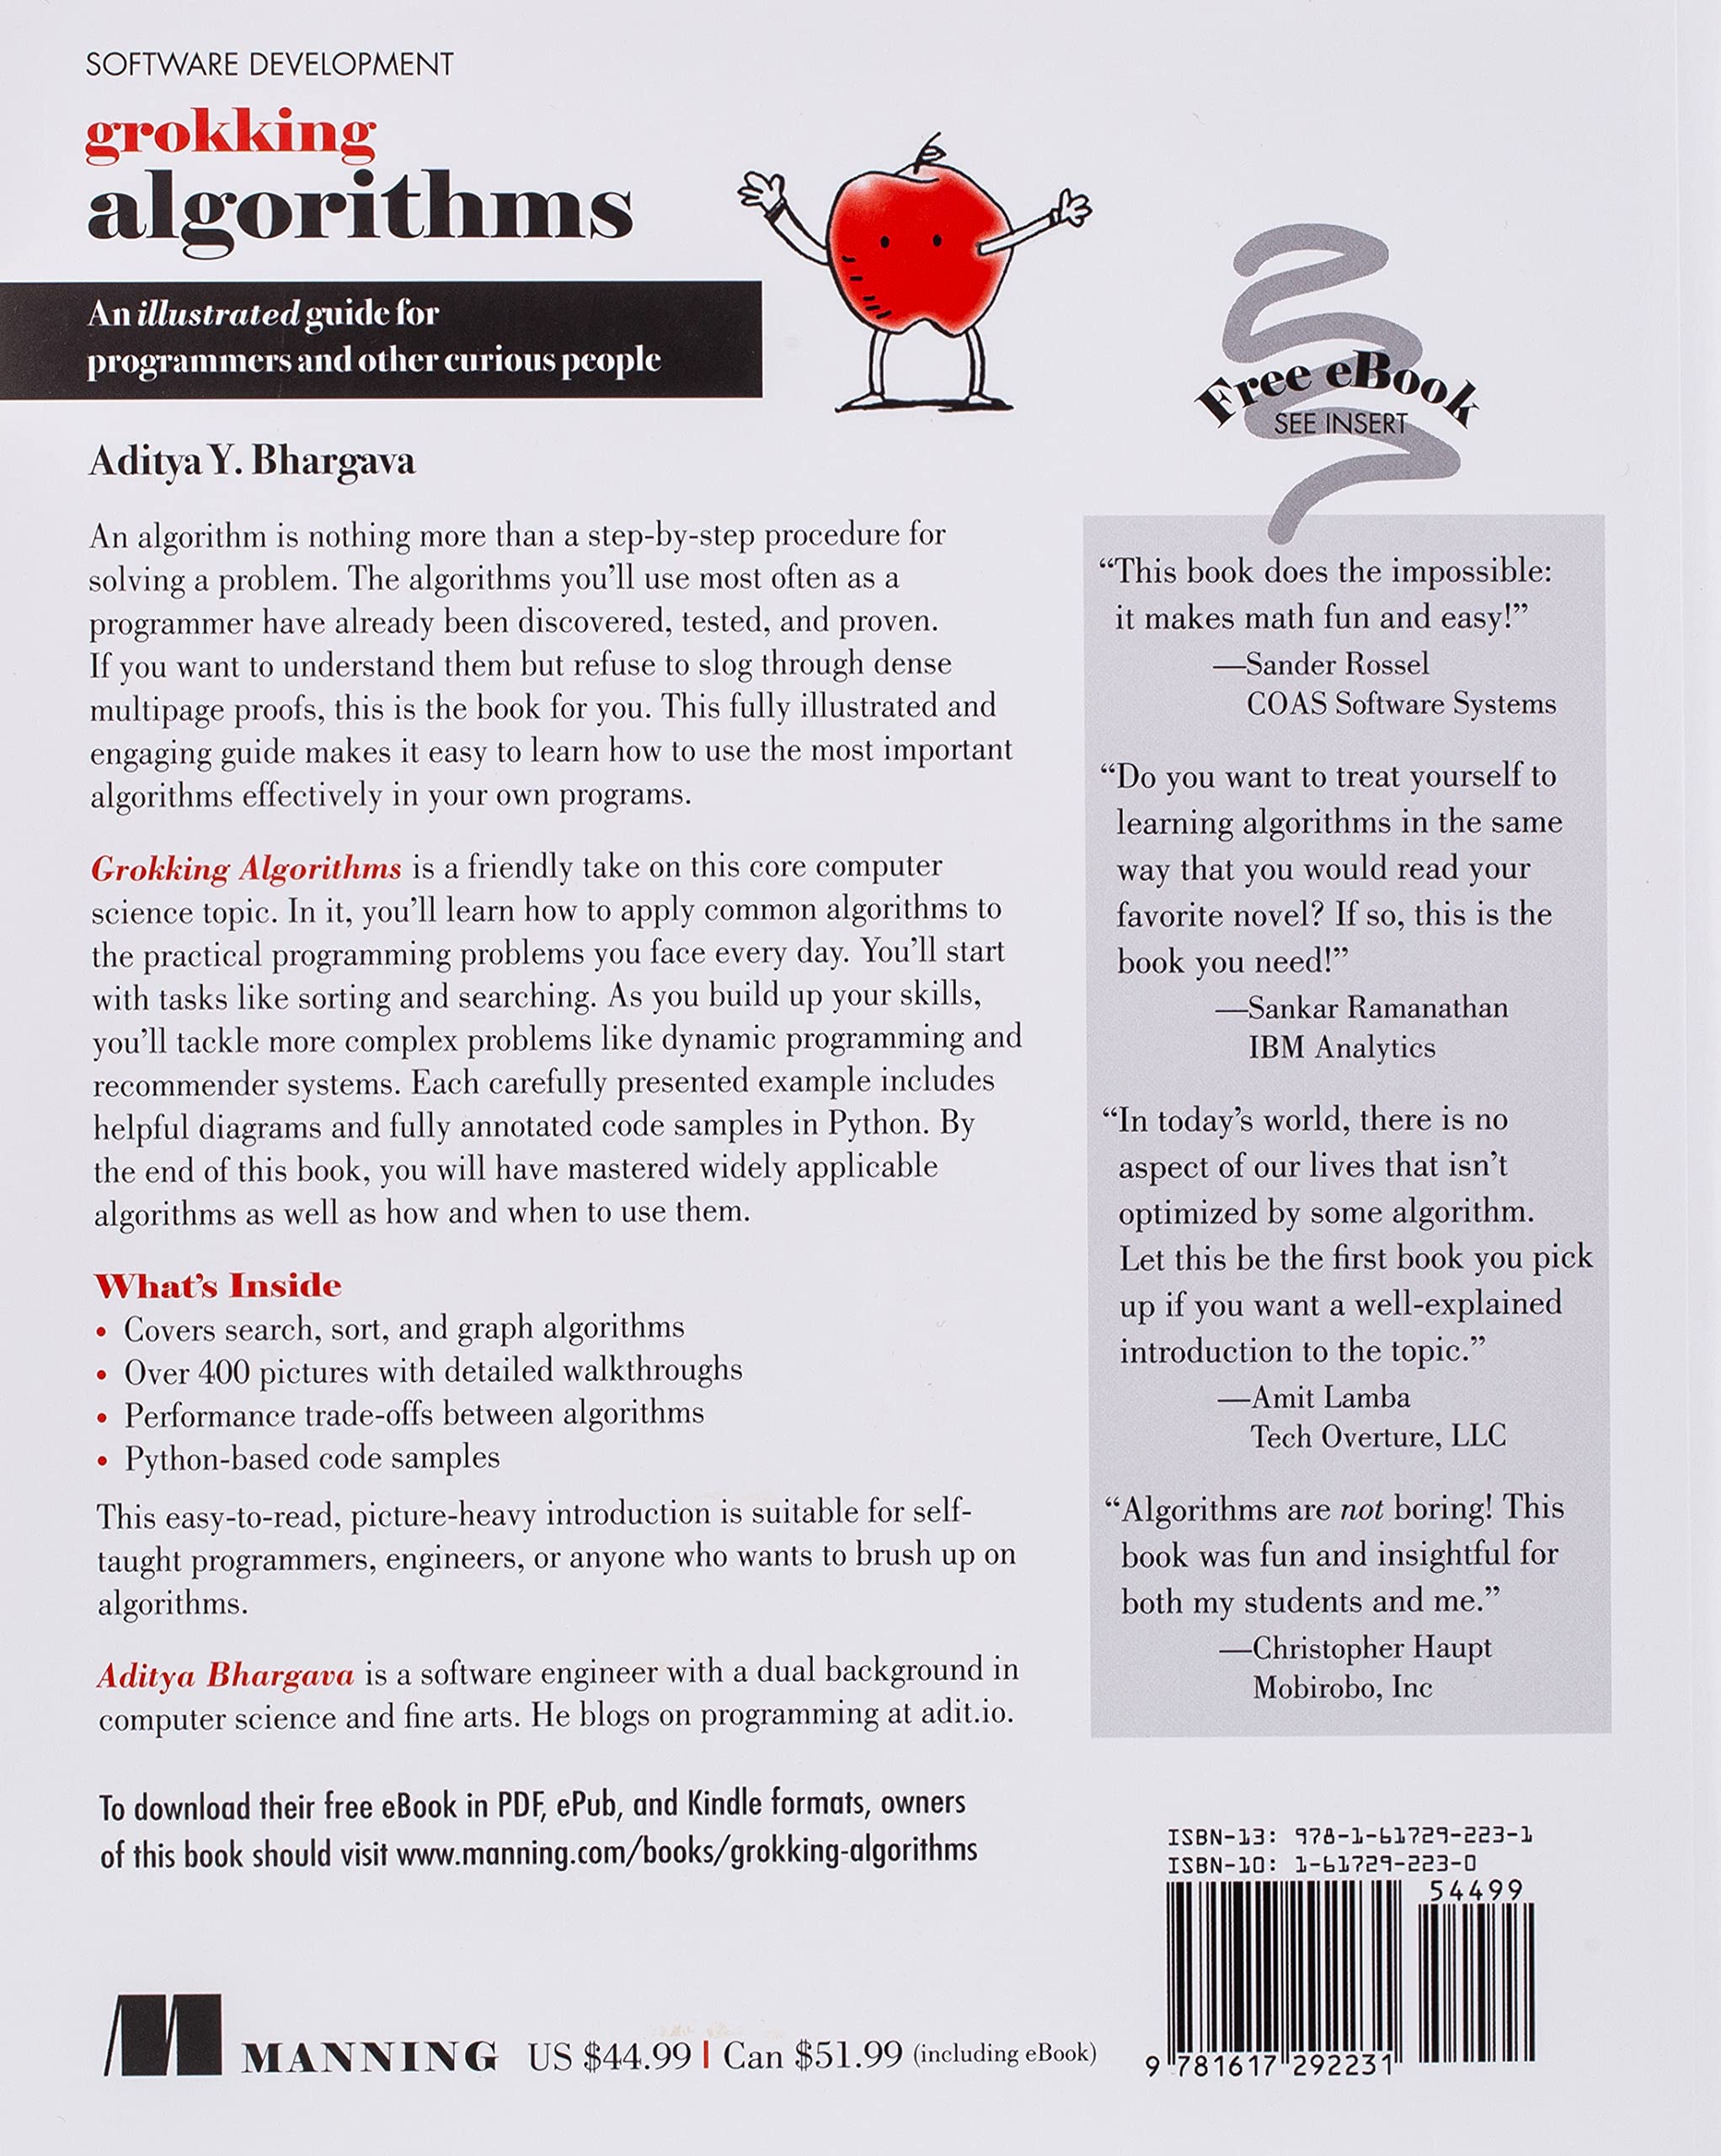 SOFTWARE DEVELOPMENT
grokking
algorithms
An illustrated guide for
programmers and other curious people
Aditya Y. Bhargava
An algorithm is nothing more than a step-by-step procedure for
solving a problem. The algorithms you’ll use most often as a
programmer have already been discovered, tested, and proven.
If you want to understand them but refuse to slog through dense
multipage proofs, this is the book for you. This fully illustrated and
engaging guide makes it easy to learn how to use the most important
algorithms effectively in your own programs.
Grokking Algorithms is a friendly take on this core computer
science topic. In it, you’ll learn how to apply common algorithms to
the practical programming problems you face every day. You’ll start
with tasks like sorting and searching. As you build up your skills,
you’ll tackle more complex problems like dynamic programming and
recommender systems. Each carefully presented example includes
helpful diagrams and fully annotated code samples in Python. By
the end of this book, you will have mastered widely applicable
algorithms as well as how and when to use them.
What’s Inside
• Covers search, sort, and graph algorithms
• Over 400 pictures with detailed walkthroughs
• Performance trade-offs between algorithms
• Python-based code samples
This easy-to-read, picture-heavy introduction is suitable for self-
taught programmers, engineers, or anyone who wants to brush up on
algorithms.
Aditya Bhargava is a software engineer with a dual background in
computer science and fine arts. He blogs on programming at adit.io.
To download their free eBook in PDF, ePub, and Kindle formats, owners
of this book should visit www.manning.com/books/grokking-algorithms
MANNING US $44.99 | Can $51.99 (including eBook)
Free eBook
SEE INSERT
“This book does the impossible:
it makes math fun and easy!”
—Sander Rossel
COAS Software Systems
“Do you want to treat yourself to
learning algorithms in the same
way that you would read your
favorite novel? If so, this is the
book you need!”
—Sankar Ramanathan
IBM Analytics
“In today’s world, there is no
aspect of our lives that isn’t
optimized by some algorithm.
Let this be the first book you pick
up if you want a well-explained
introduction to the topic.”
—Amit Lamba
Tech Overture, LLC
“Algorithms are not boring! This
book was fun and insightful for
both my students and me.”
—Christopher Haupt
Mobirobo, Inc
ISBN-13: 978-1-61729-223-1
ISBN-10: 1-61729-223-0
54499
9 781617 292231